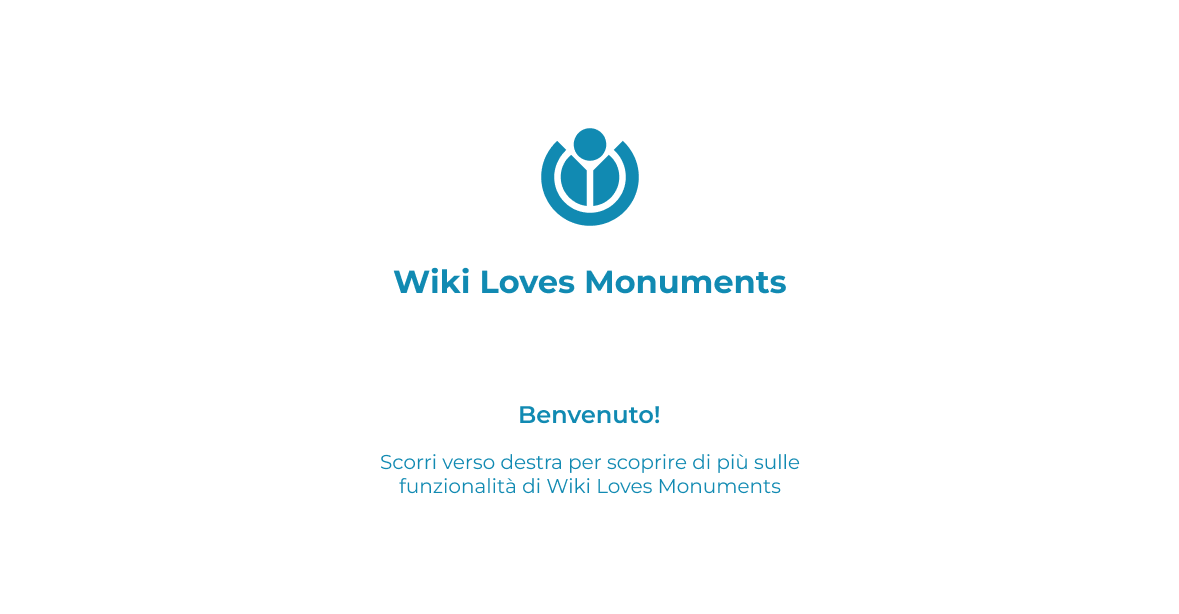 Wiki Loves Monuments
Benvenuto!
Scorri verso destra per scoprire di più sulle
funzionalità di Wiki Loves Monuments